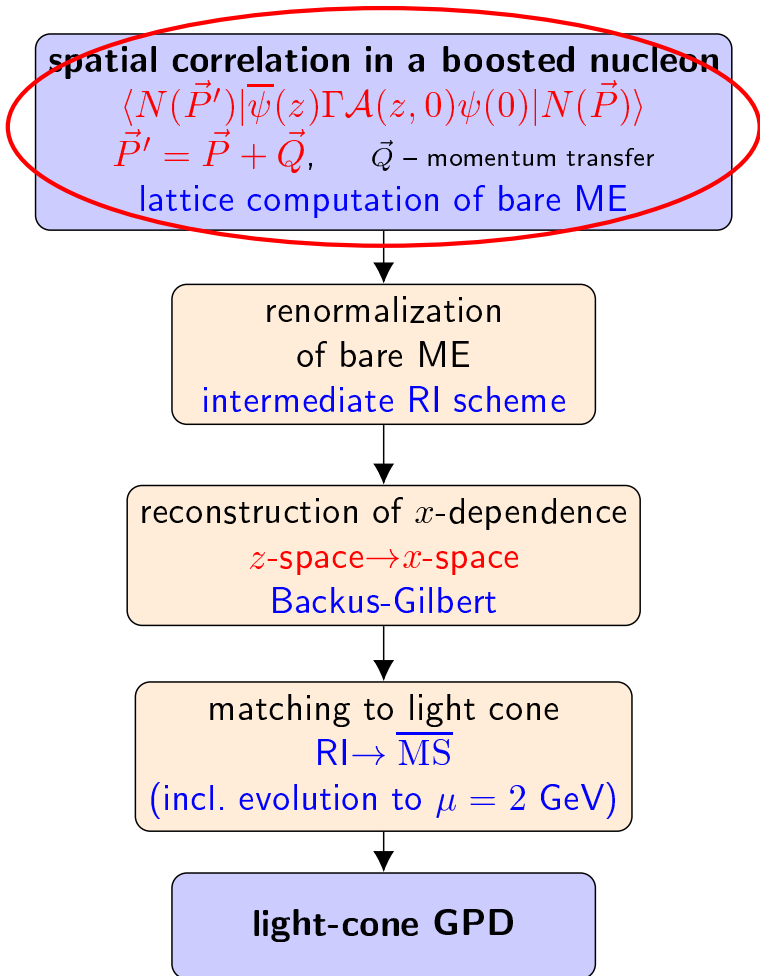 spatial correlation in a boosted nucleon
⟨N(P⃗′)|ψ̅(z)Γ𝒜(z,0)ψ(0)|N(P⃗)⟩
P⃗′ = P⃗ + Q⃗, Q⃗ – momentum transfer
lattice computation of bare ME
renormalization
of bare ME
intermediate RI scheme
reconstruction of x-dependence
z-space→x-space
Backus-Gilbert
matching to light cone
RI→ M̅S̅
(incl. evolution to μ = 2 GeV)
light-cone GPD